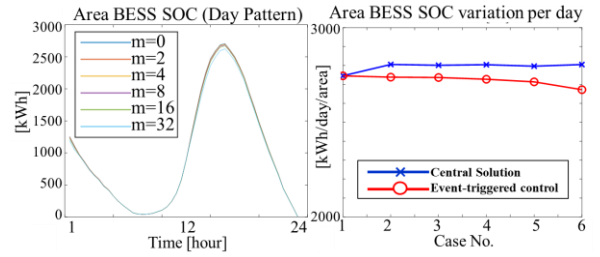 Area BESS SOC (Day Pattern)
3000
2500
2000
1500
1000
500
0
[kWh]
m=0
m=2
m=4
m=8
m=16
m=32
1
12
24
Time [hour]
Area BESS SOC variation per day
3000
2000
[kWh/day/area]
Central Solution
Event-triggered control
1
2
3
4
5
6
Case No.